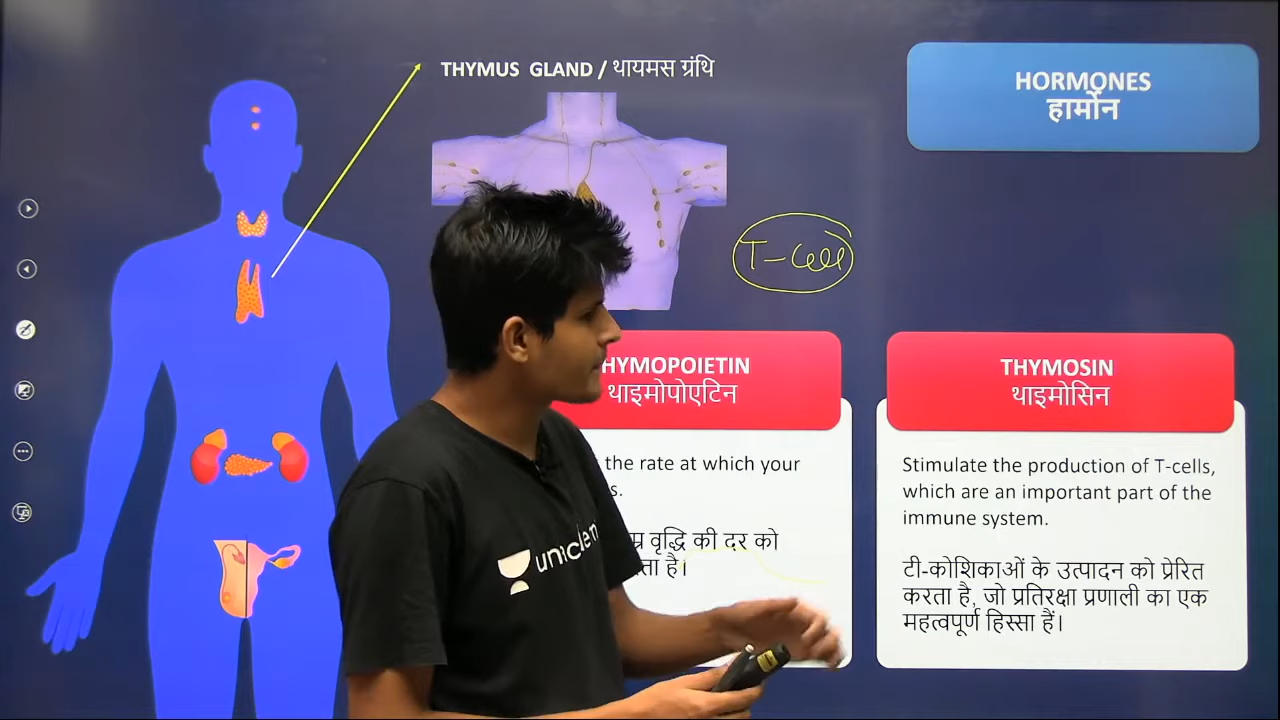 THYMUS GLAND / थायमस ग्रंथि
HORMONES
हार्मोन
T-Cell
HYMOPOIETIN
थाइमोपोएटिन
the rate at which your
वृद्धि की दर को
है।
THYMOSIN
थाइमोसिन
Stimulate the production of T-cells,
which are an important part of the
immune system.
टी-कोशिकाओं के उत्पादन को प्रेरित
करता है, जो प्रतिरक्षा प्रणाली का एक
महत्वपूर्ण हिस्सा हैं।